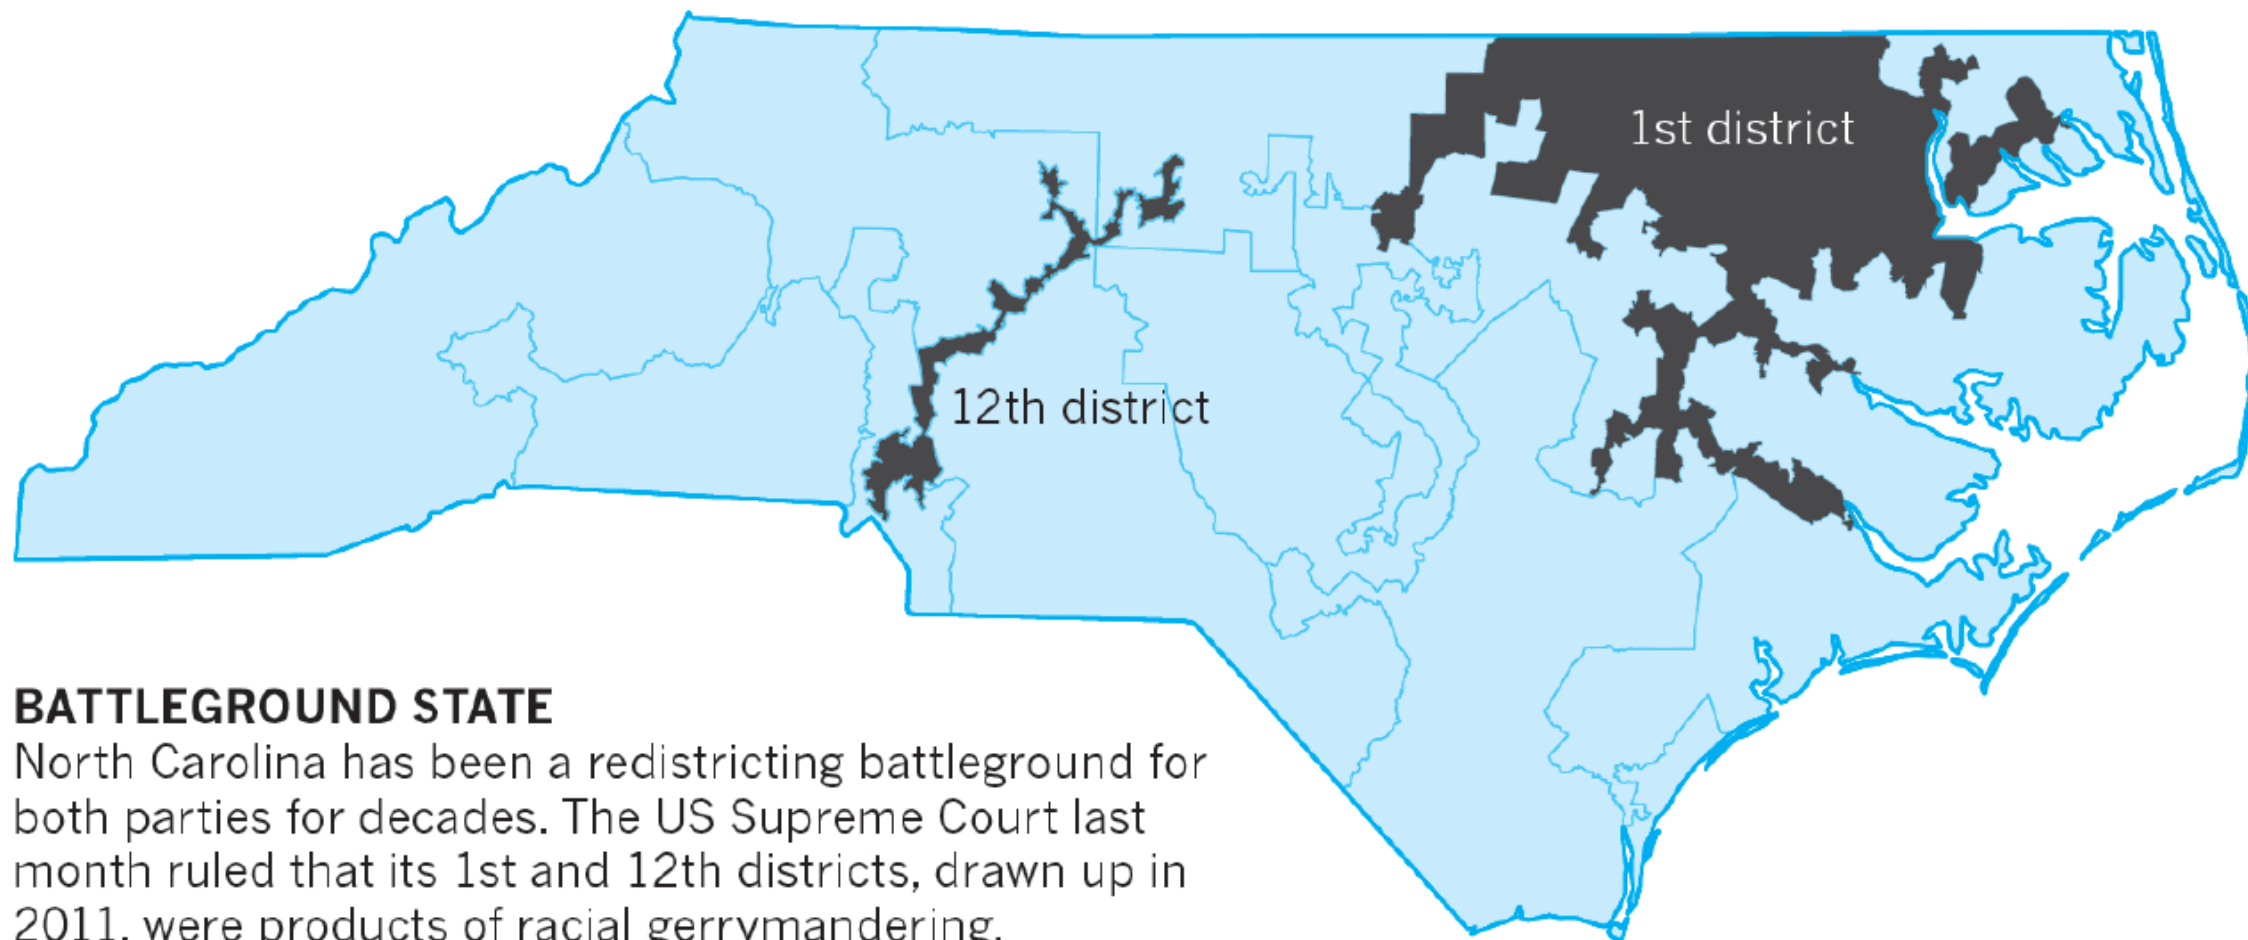 1st district
12th district
BATTLEGROUND STATE
North Carolina has been a redistricting battleground for
both parties for decades. The US Supreme Court last
month ruled that its 1st and 12th districts, drawn up in
2011, were products of racial gerrymandering.